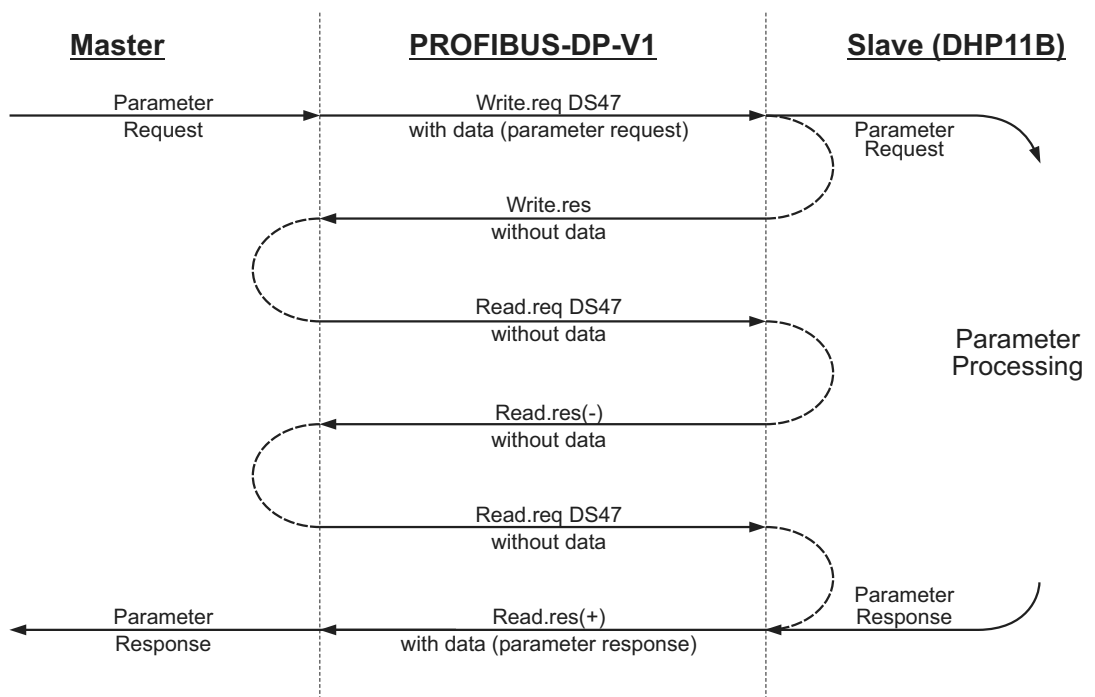 Master
PROFIBUS-DP-V1
Slave (DHP11B)
Parameter
Request
Write.req DS47
with data (parameter request)
Parameter
Request
Write.res
without data
Read.req DS47
without data
Parameter
Processing
Read.res(-)
without data
Read.req DS47
without data
Parameter
Response
Read.res(+)
with data (parameter response)
Parameter
Response